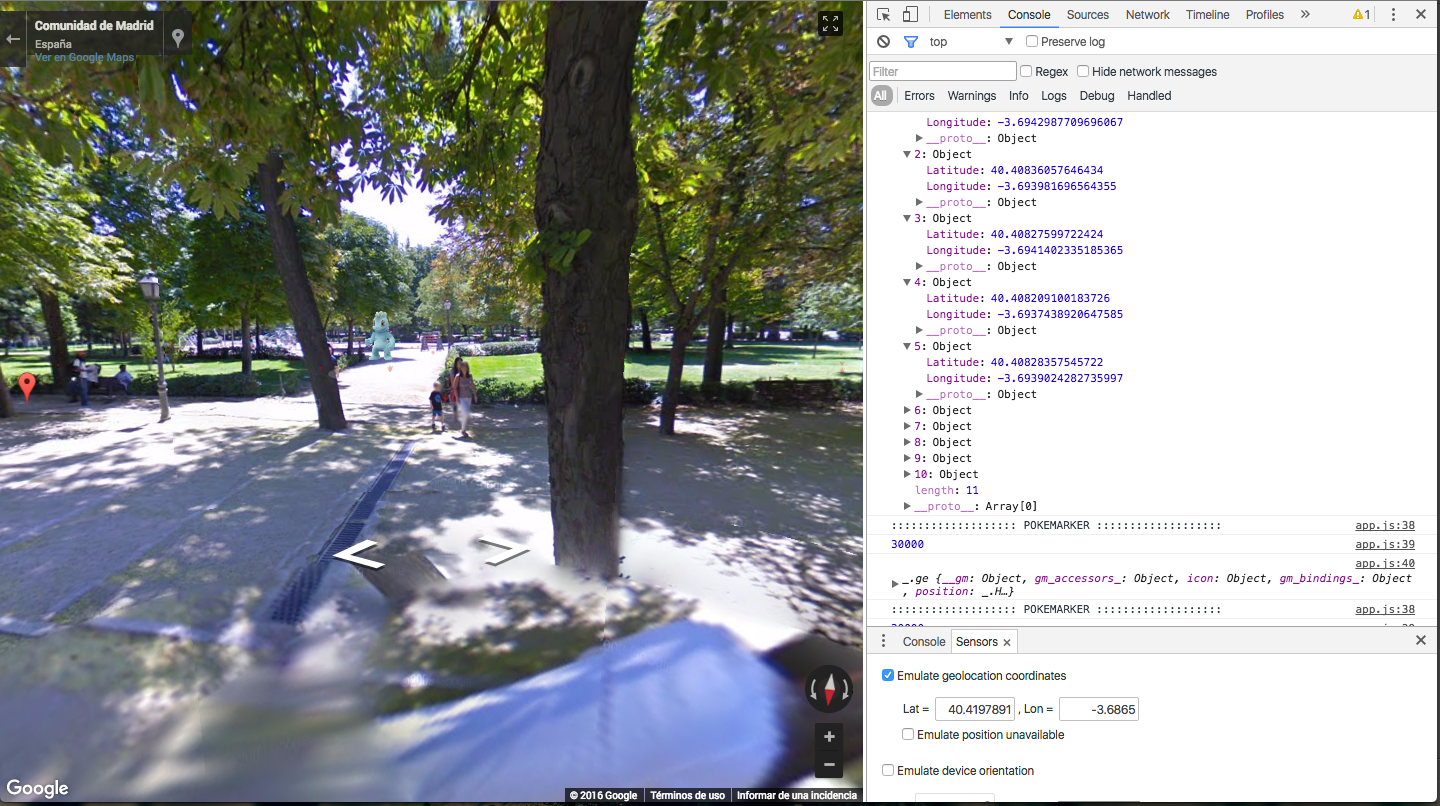 Comunidad de Madrid
España
Ver en Google Maps
Google
© 2016 Google Términos de uso Informar de una incidencia
Elements Console Sources Network Timeline Profiles » 1
top Preserve log
Filter Regex Hide network messages
All Errors Warnings Info Logs Debug Handled
Longitude: -3.6942987709696067
__proto__: Object
2: Object
Latitude: 40.40836057646434
Longitude: -3.693981696564355
__proto__: Object
3: Object
Latitude: 40.40827599722424
Longitude: -3.6941402335185365
__proto__: Object
4: Object
Latitude: 40.408209100183726
Longitude: -3.6937438920647585
__proto__: Object
5: Object
Latitude: 40.40828357545722
Longitude: -3.6939024282735997
__proto__: Object
6: Object
7: Object
8: Object
9: Object
10: Object
length: 11
__proto__: Array[0]
::::::::::::::::::: POKEMARKER ::::::::::::::::::: app.js:38
30000 app.js:39
app.js:40
_.ge {__gm: Object, gm_accessors_: Object, icon: Object, gm_bindings_: Object
, position: _.H…}
::::::::::::::::::: POKEMARKER ::::::::::::::::::: app.js:38
Console Sensors ×
Emulate geolocation coordinates
Lat = 40.4197891 , Lon = -3.6865
Emulate position unavailable
Emulate device orientation